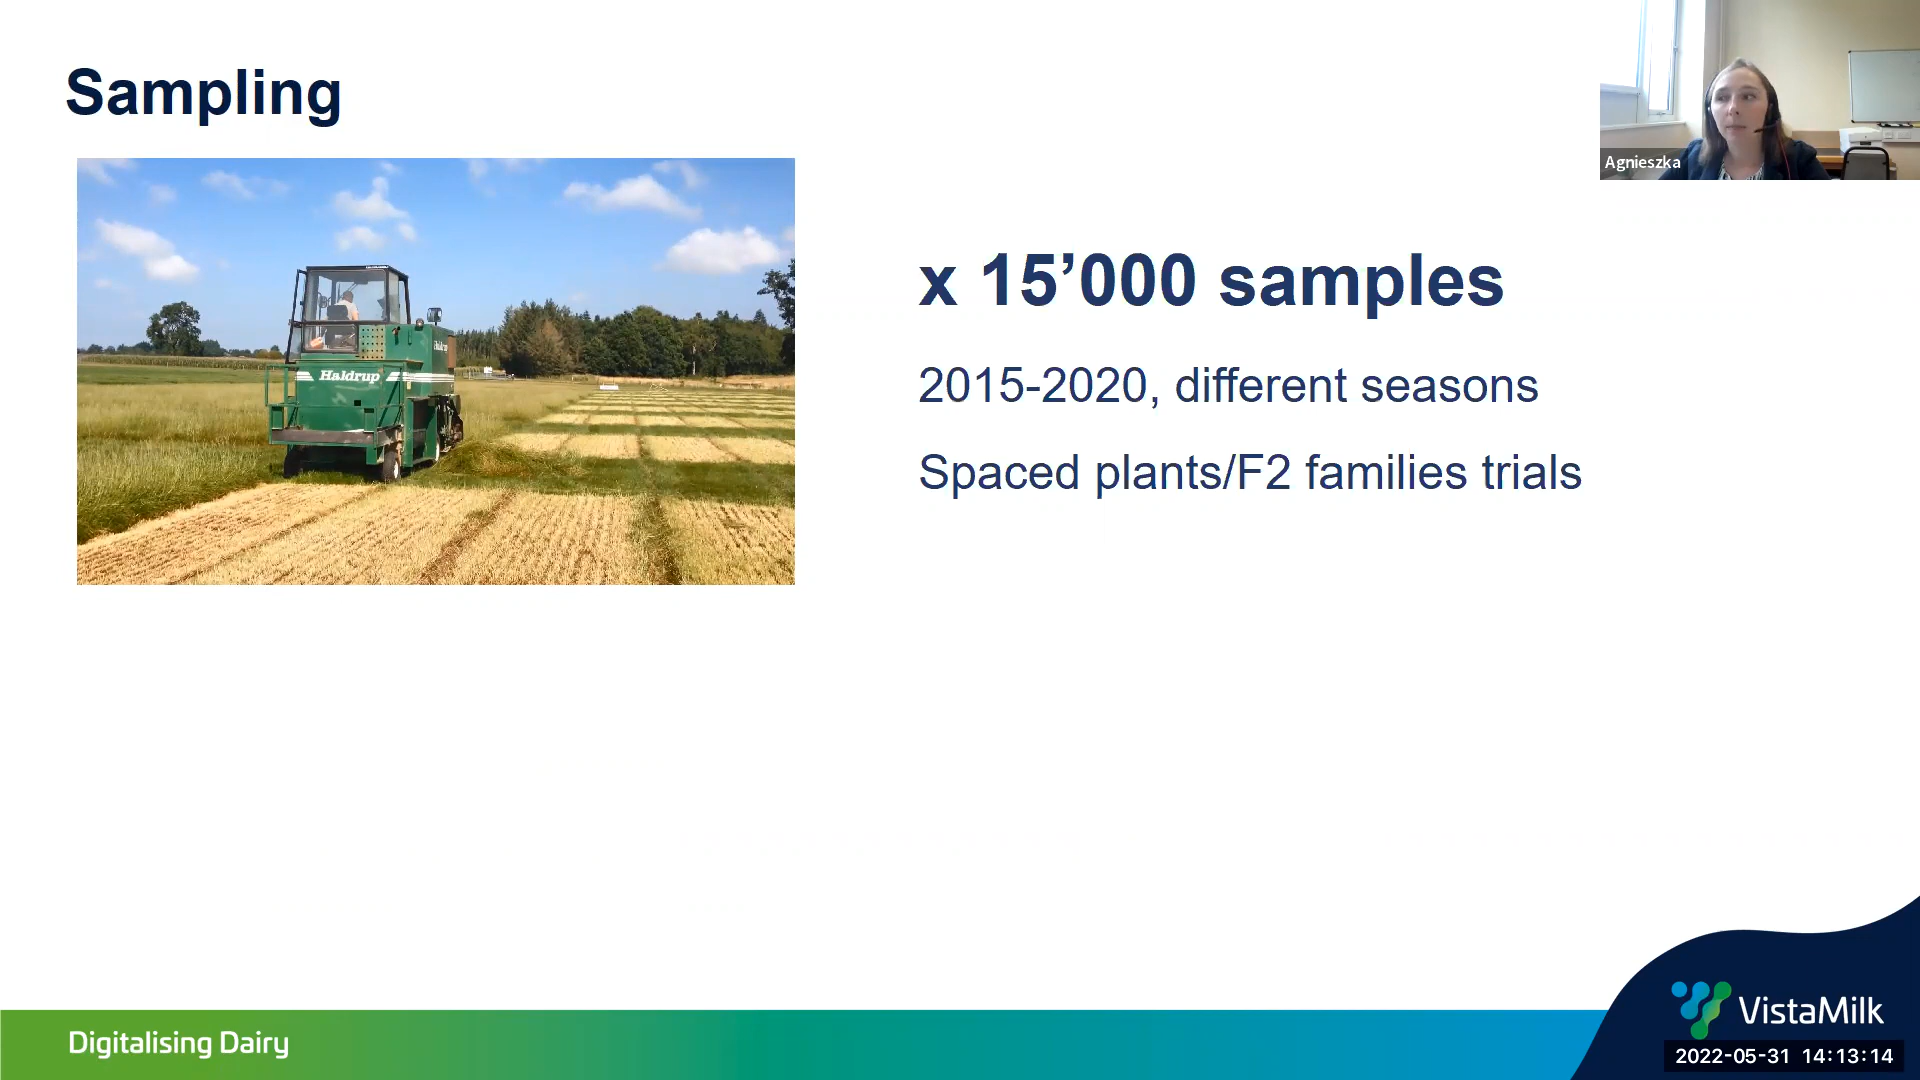 Sampling
Agnieszka
Haldrup
x 15’000 samples
2015-2020, different seasons
Spaced plants/F2 families trials
Digitalising Dairy
VistaMilk
2022-05-31 14:13:14